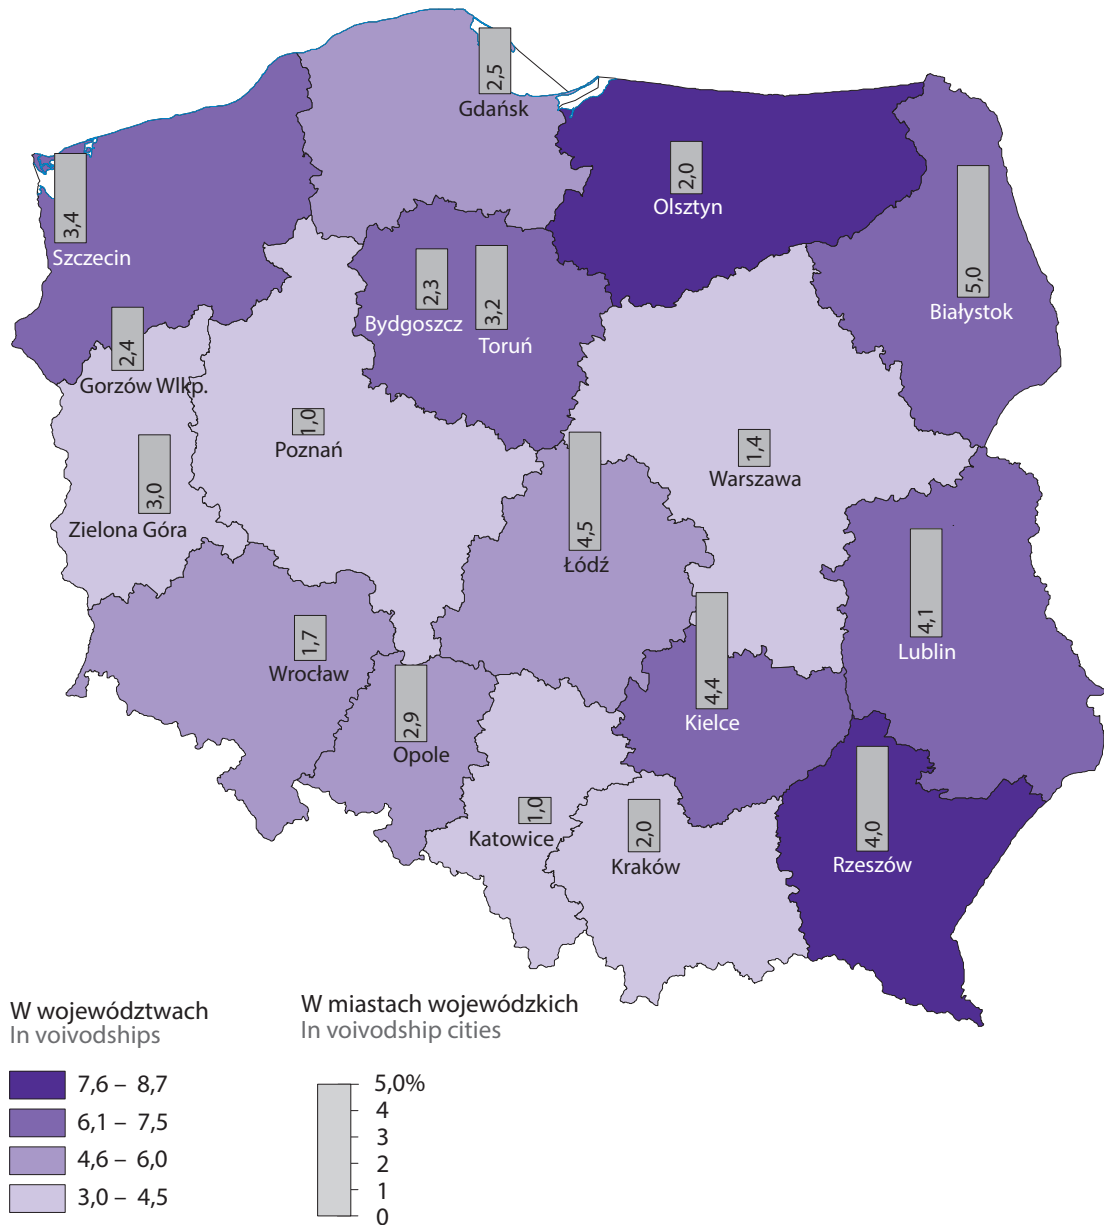 2,5
Gdańsk
2,0
Olsztyn
3,4
Szczecin
5,0
Białystok
2,3
Bydgoszcz
3,2
Toruń
2,4
Gorzów Wlkp.
1,0
Poznań
1,4
Warszawa
3,0
Zielona Góra
4,5
Łódź
4,1
Lublin
1,7
Wrocław
4,4
Kielce
2,9
Opole
1,0
Katowice
2,0
Kraków
4,0
Rzeszów
W województwach
In voivodships
7,6 – 8,7
6,1 – 7,5
4,6 – 6,0
3,0 – 4,5
W miastach wojewódzkich
In voivodship cities
5,0%
4
3
2
1
0